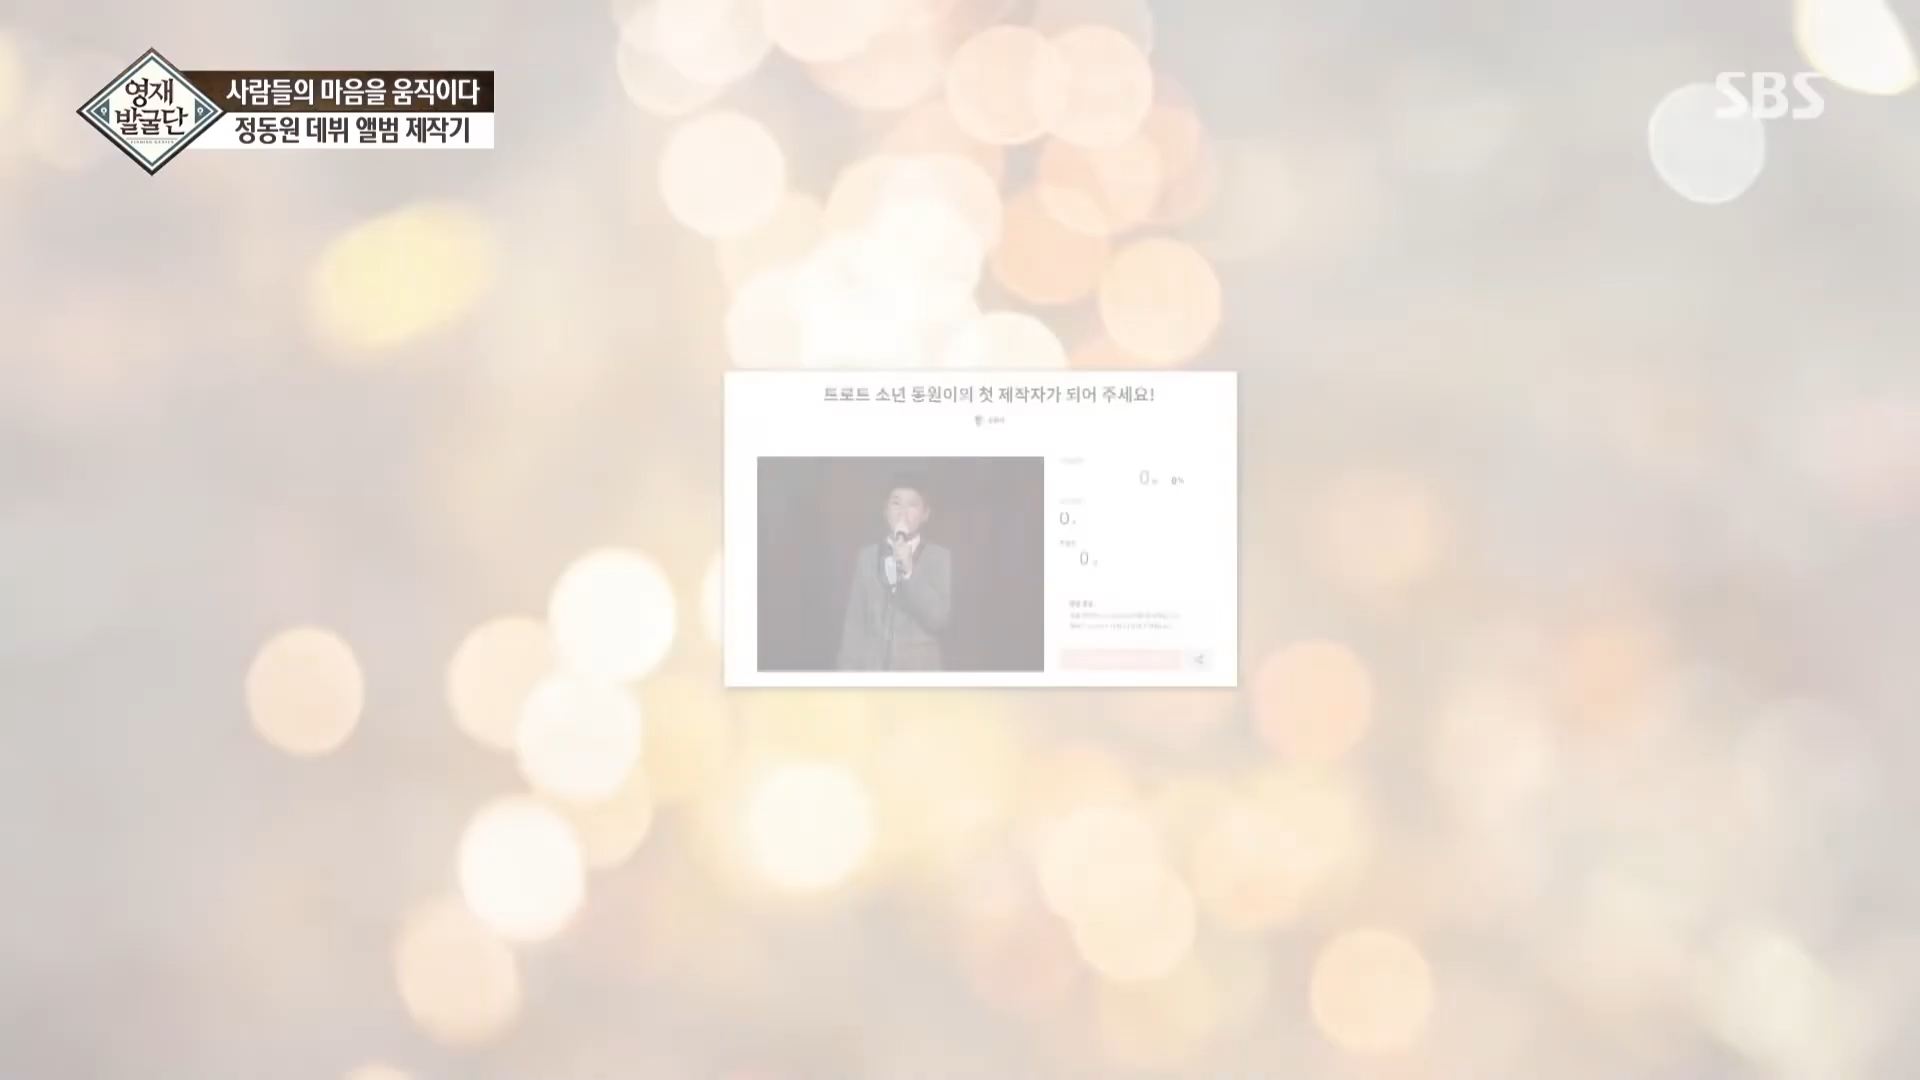 영재
발굴단
사람들의 마음을 움직이다
정동원 데뷔 앨범 제작기
SBS
트로트 소년 동원이의 첫 제작자가 되어 주세요!
0 0%
0
0